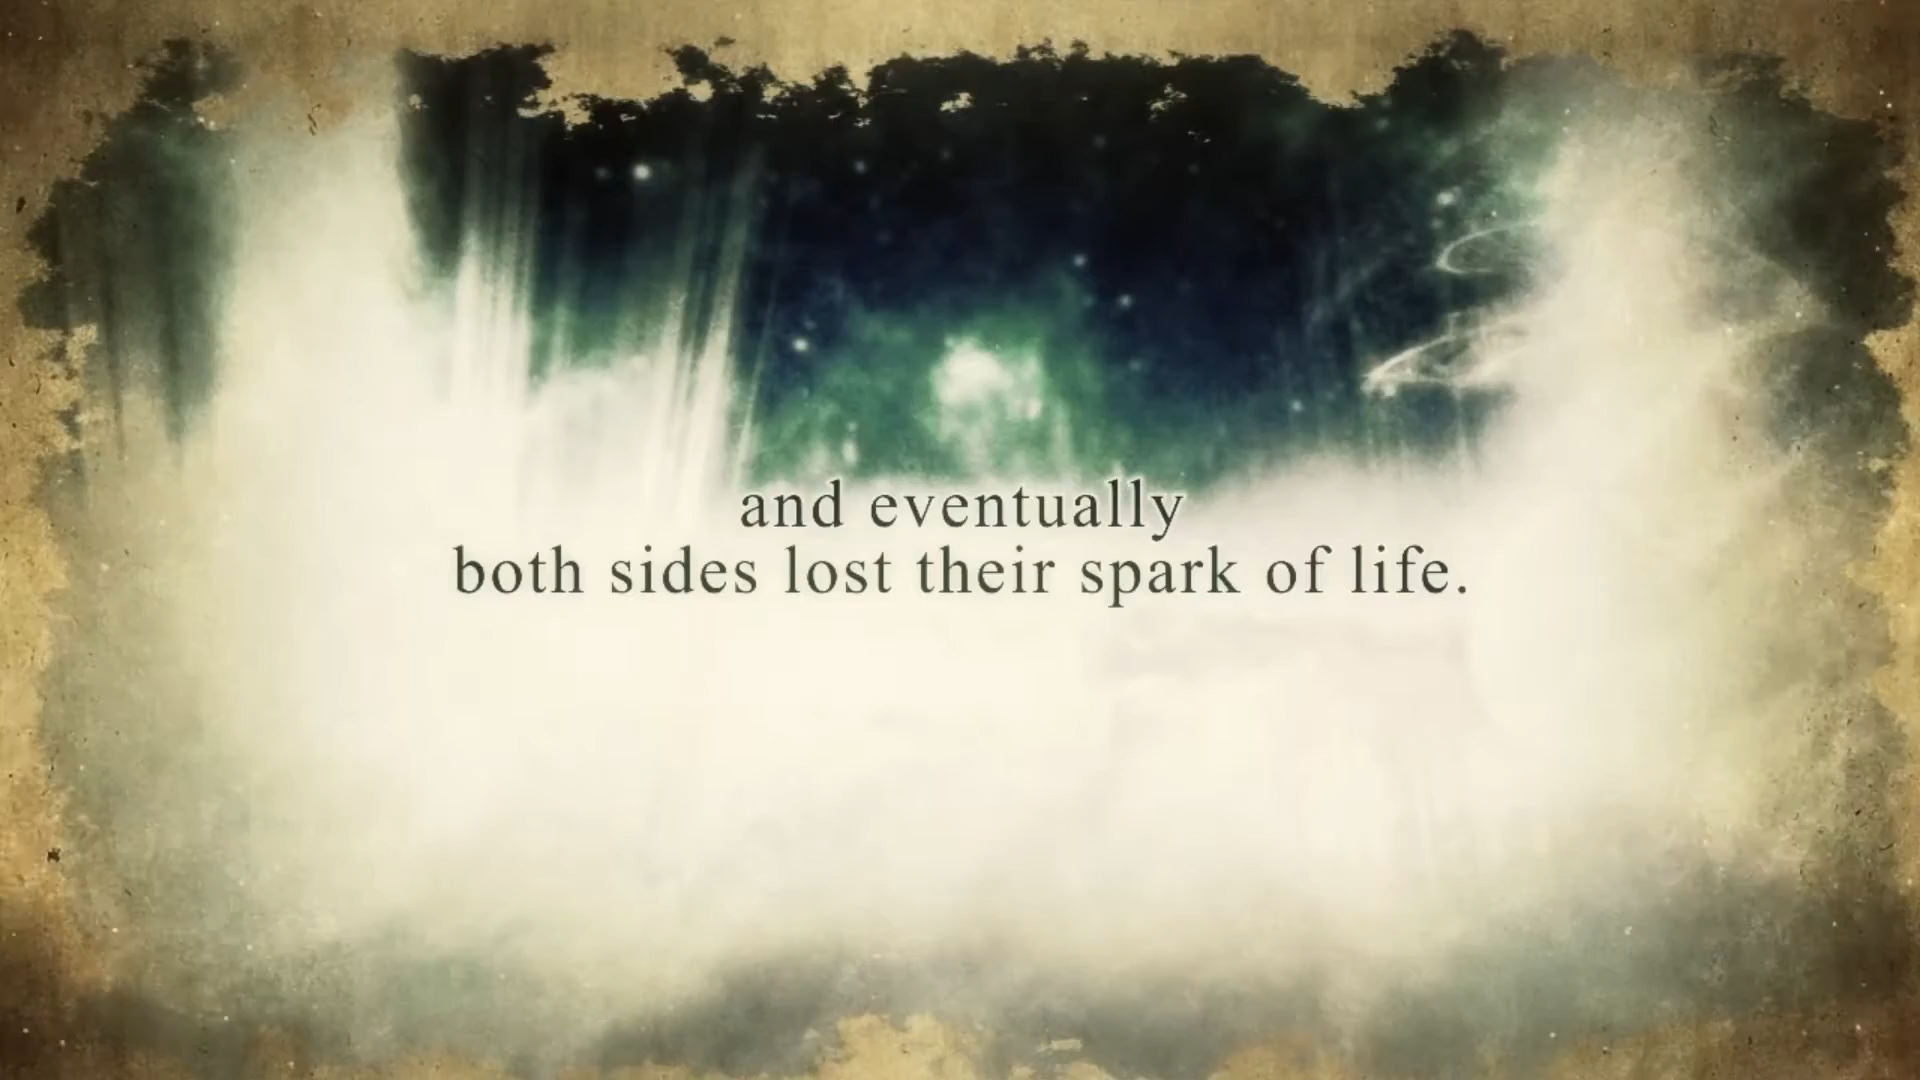 and eventually
both sides lost their spark of life.